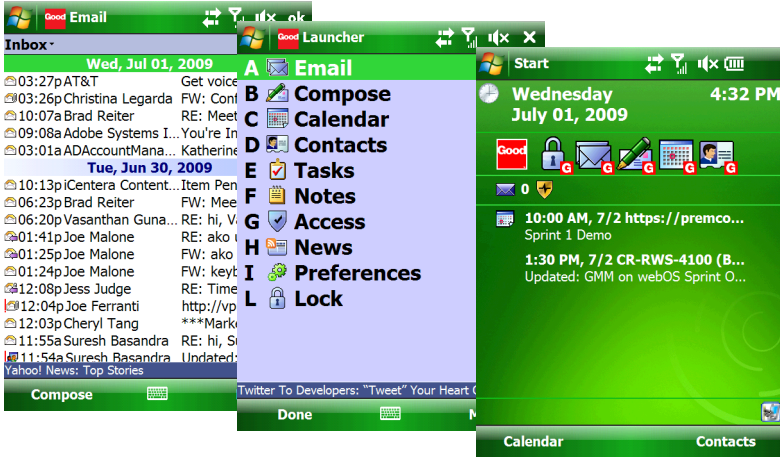 Good Email ok
Inbox
Wed, Jul 01, 2009
03:27p AT&T Get voice
03:26p Christina Legarda FW: Conf
10:07a Brad Reiter RE: Meet
09:08a Adobe Systems I... You're In
03:01a ADAccountMana... Katherine
Tue, Jun 30, 2009
10:13p iCentera Content... Item Pen
06:23p Brad Reiter FW: Mee
06:20p Vasanthan Guna... RE: hi, V
01:41p Joe Malone RE: ako u
01:25p Joe Malone FW: ako
01:24p Joe Malone FW: keyb
12:08p Jess Judge RE: Time
12:04p Joe Ferranti http://vp
12:03p Cheryl Tang ***Marke
11:55a Suresh Basandra RE: hi, S
11:54a Suresh Basandra Updated:
Yahoo! News: Top Stories
Compose
Good Launcher
A Email
B Compose
C Calendar
D Contacts
E Tasks
F Notes
G Access
H News
I Preferences
L Lock
Twitter To Developers: “Tweet” Your Heart
Done M
Start
Wednesday 4:32 PM
July 01, 2009
Good G G G G G
0
10:00 AM, 7/2 https://premco...
Sprint 1 Demo
1:30 PM, 7/2 CR-RWS-4100 (B...
Updated: GMM on webOS Sprint O...
Calendar Contacts